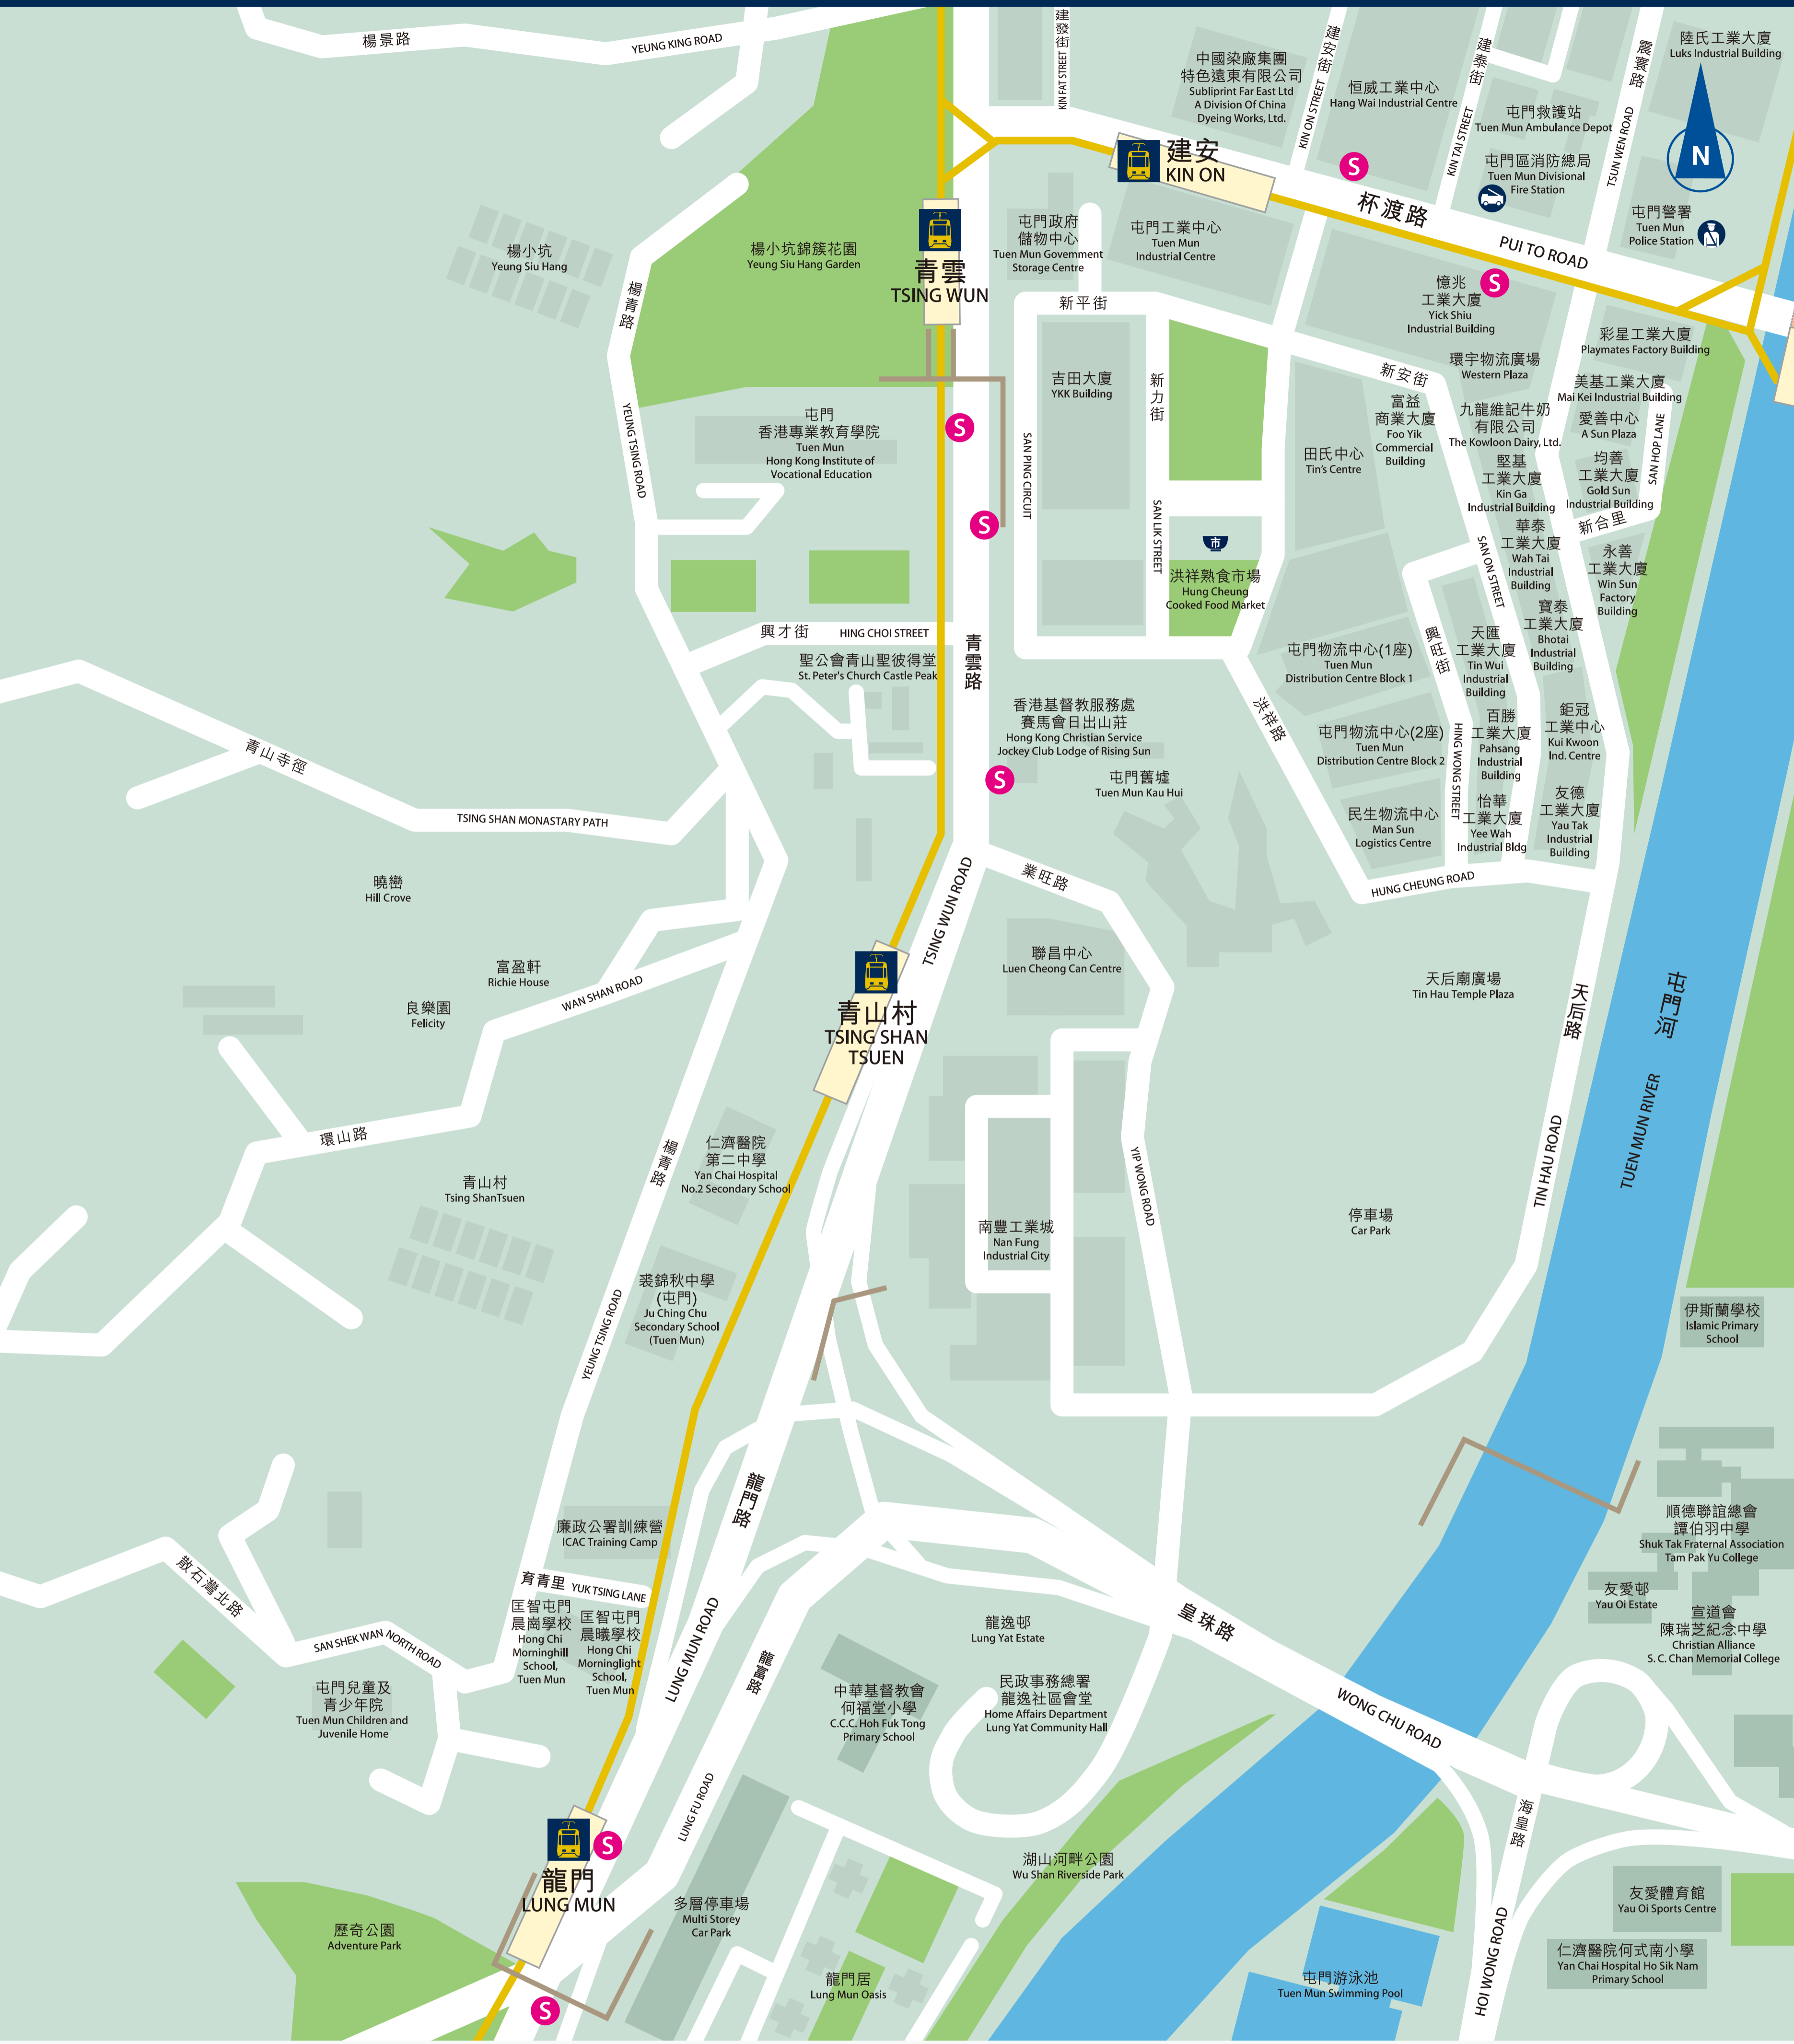 楊景路
YEUNG KING ROAD
建發街
KIN FAT STREET
中國染廠集團
特色遠東有限公司
Subliprint Far East Ltd
A Division Of China
Dyeing Works, Ltd.
建安街
KIN ON STREET
恒威工業中心
Hang Wai Industrial Centre
建泰街
KIN TAI STREET
震寰路
TSUN WEN ROAD
陸氏工業大廈
Luks Industrial Building
屯門救護站
Tuen Mun Ambulance Depot
屯門區消防總局
Tuen Mun Divisional
Fire Station
N
屯門警署
Tuen Mun
Police Station
建安
KIN ON
S
杯渡路
PUI TO ROAD
楊小坑
Yeung Siu Hang
楊小坑錦簇花園
Yeung Siu Hang Garden
青雲
TSING WUN
屯門政府
儲物中心
Tuen Mun Government
Storage Centre
屯門工業中心
Tuen Mun
Industrial Centre
S
憶兆
工業大廈
Yick Shiu
Industrial Building
楊青路
YEUNG TSING ROAD
新平街
彩星工業大廈
Playmates Factory Building
環宇物流廣場
Western Plaza
新安街
美基工業大廈
Mai Kei Industrial Building
吉田大廈
YKK Building
新力街
富益
商業大廈
Foo Yik
Commercial
Building
九龍維記牛奶
有限公司
The Kowloon Dairy, Ltd.
愛善中心
A Sun Plaza
SAN HOP LANE
屯門
香港專業教育學院
Tuen Mun
Hong Kong Institute of
Vocational Education
S
SAN PING CIRCUIT
田氏中心
Tin's Centre
堅基
工業大廈
Kin Ga
Industrial Building
均善
工業大廈
Gold Sun
Industrial Building
新合里
S
SAN LIK STREET
市
洪祥熟食市場
Hung Cheung
Cooked Food Market
SAN ON STREET
華泰
工業大廈
Wah Tai
Industrial
Building
永善
工業大廈
Win Sun
Factory
Building
寶泰
工業大廈
Bhotai
Industrial
Building
興才街
HING CHOI STREET
聖公會青山聖彼得堂
St. Peter's Church Castle Peak
青雲路
屯門物流中心(1座)
Tuen Mun
Distribution Centre Block 1
興旺街
天匯
工業大廈
Tin Wui
Industrial
Building
香港基督教服務處
賽馬會日出山莊
Hong Kong Christian Service
Jockey Club Lodge of Rising Sun
S
屯門舊墟
Tuen Mun Kau Hui
洪祥路
屯門物流中心(2座)
Tuen Mun
Distribution Centre Block 2
HING WONG STREET
百勝
工業大廈
Pahsang
Industrial
Building
鉅冠
工業中心
Kui Kwoon
Ind. Centre
青山寺徑
TSING SHAN MONASTARY PATH
民生物流中心
Man Sun
Logistics Centre
怡華
工業大廈
Yee Wah
Industrial Bldg
友德
工業大廈
Yau Tak
Industrial
Building
HUNG CHEUNG ROAD
曉巒
Hill Crove
TSING WUN ROAD
業旺路
聯昌中心
Luen Cheong Can Centre
富盈軒
Richie House
良樂園
Felicity
WAN SHAN ROAD
青山村
TSING SHAN
TSUEN
天后廟廣場
Tin Hau Temple Plaza
天后路
屯門河
環山路
青山村
Tsing ShanTsuen
楊青路
仁濟醫院
第二中學
Yan Chai Hospital
No.2 Secondary School
YIP WONG ROAD
TIN HAU ROAD
TUEN MUN RIVER
南豐工業城
Nan Fung
Industrial City
停車場
Car Park
裘錦秋中學
(屯門)
Ju Ching Chu
Secondary School
(Tuen Mun)
YEUNG TSING ROAD
伊斯蘭學校
Islamic Primary
School
龍門路
廉政公署訓練營
ICAC Training Camp
順德聯誼總會
譚伯羽中學
Shuk Tak Fraternal Association
Tam Pak Yu College
散石灣北路
SAN SHEK WAN NORTH ROAD
育青里
YUK TSING LANE
匡智屯門
晨崗學校
Hong Chi
Morninghill
School,
Tuen Mun
匡智屯門
晨曦學校
Hong Chi
Morninglight
School,
Tuen Mun
LUNG MUN ROAD
友愛邨
Yau Oi Estate
宣道會
陳瑞芝紀念中學
Christian Alliance
S. C. Chan Memorial College
龍逸邨
Lung Yat Estate
皇珠路
WONG CHU ROAD
龍富路
屯門兒童及
青少年院
Tuen Mun Children and
Juvenile Home
中華基督教會
何福堂小學
C.C.C. Hoh Fuk Tong
Primary School
民政事務總署
龍逸社區會堂
Home Affairs Department
Lung Yat Community Hall
LUNG FU ROAD
海皇路
S
龍門
LUNG MUN
湖山河畔公園
Wu Shan Riverside Park
友愛體育館
Yau Oi Sports Centre
歷奇公園
Adventure Park
多層停車場
Multi Storey
Car Park
HOI WONG ROAD
仁濟醫院何式南小學
Yan Chai Hospital Ho Sik Nam
Primary School
龍門居
Lung Mun Oasis
屯門游泳池
Tuen Mun Swimming Pool
S